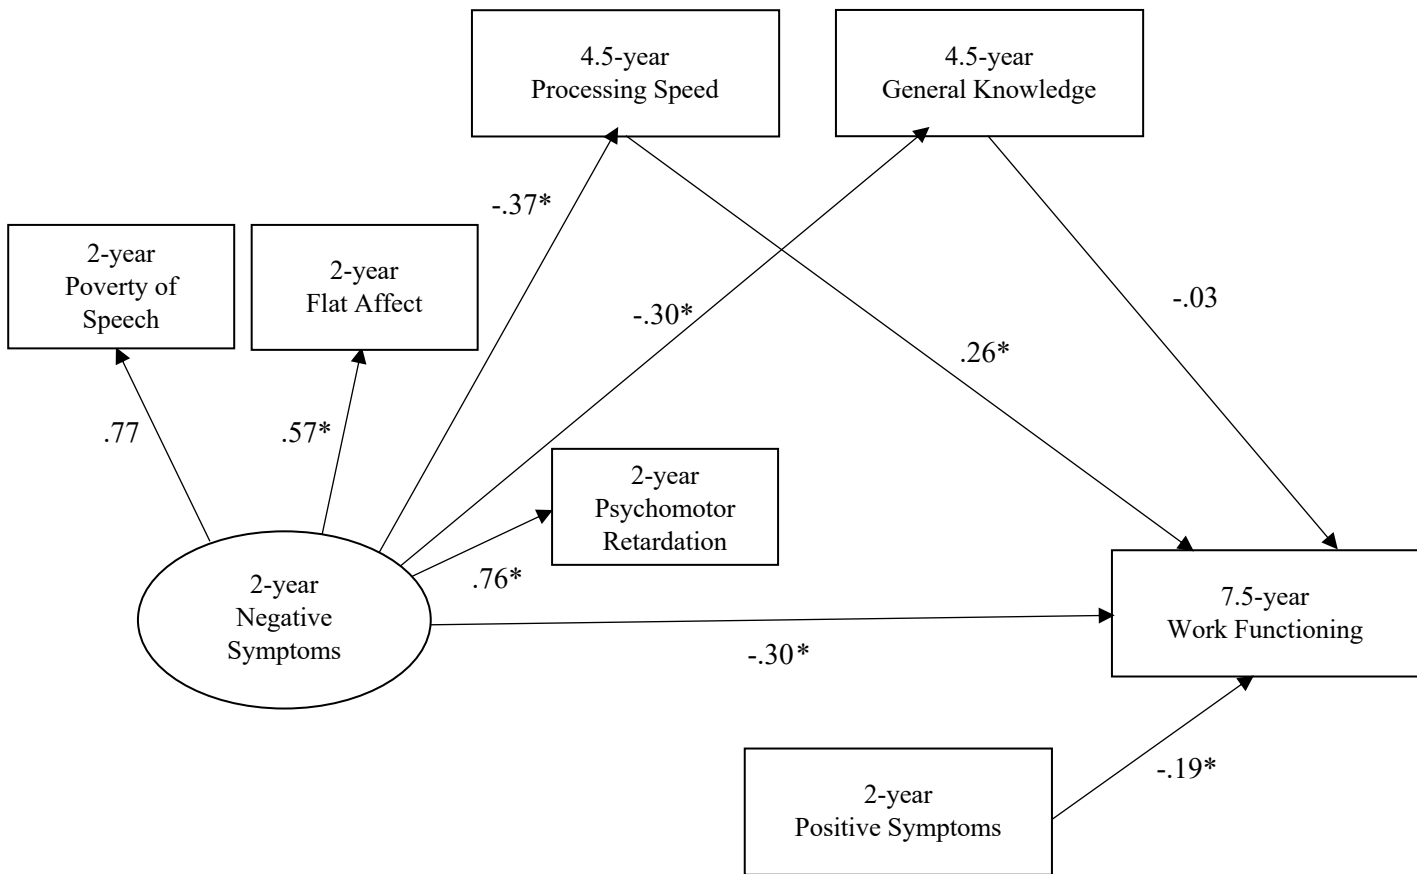 4.5-year
Processing Speed
4.5-year
General Knowledge
-.37*
2-year
Poverty of
Speech
2-year
Flat Affect
-.30*
.26*
-.03
.77
.57*
2-year
Psychomotor
Retardation
.76*
2-year
Negative
Symptoms
-.30*
7.5-year
Work Functioning
2-year
Positive Symptoms
-.19*